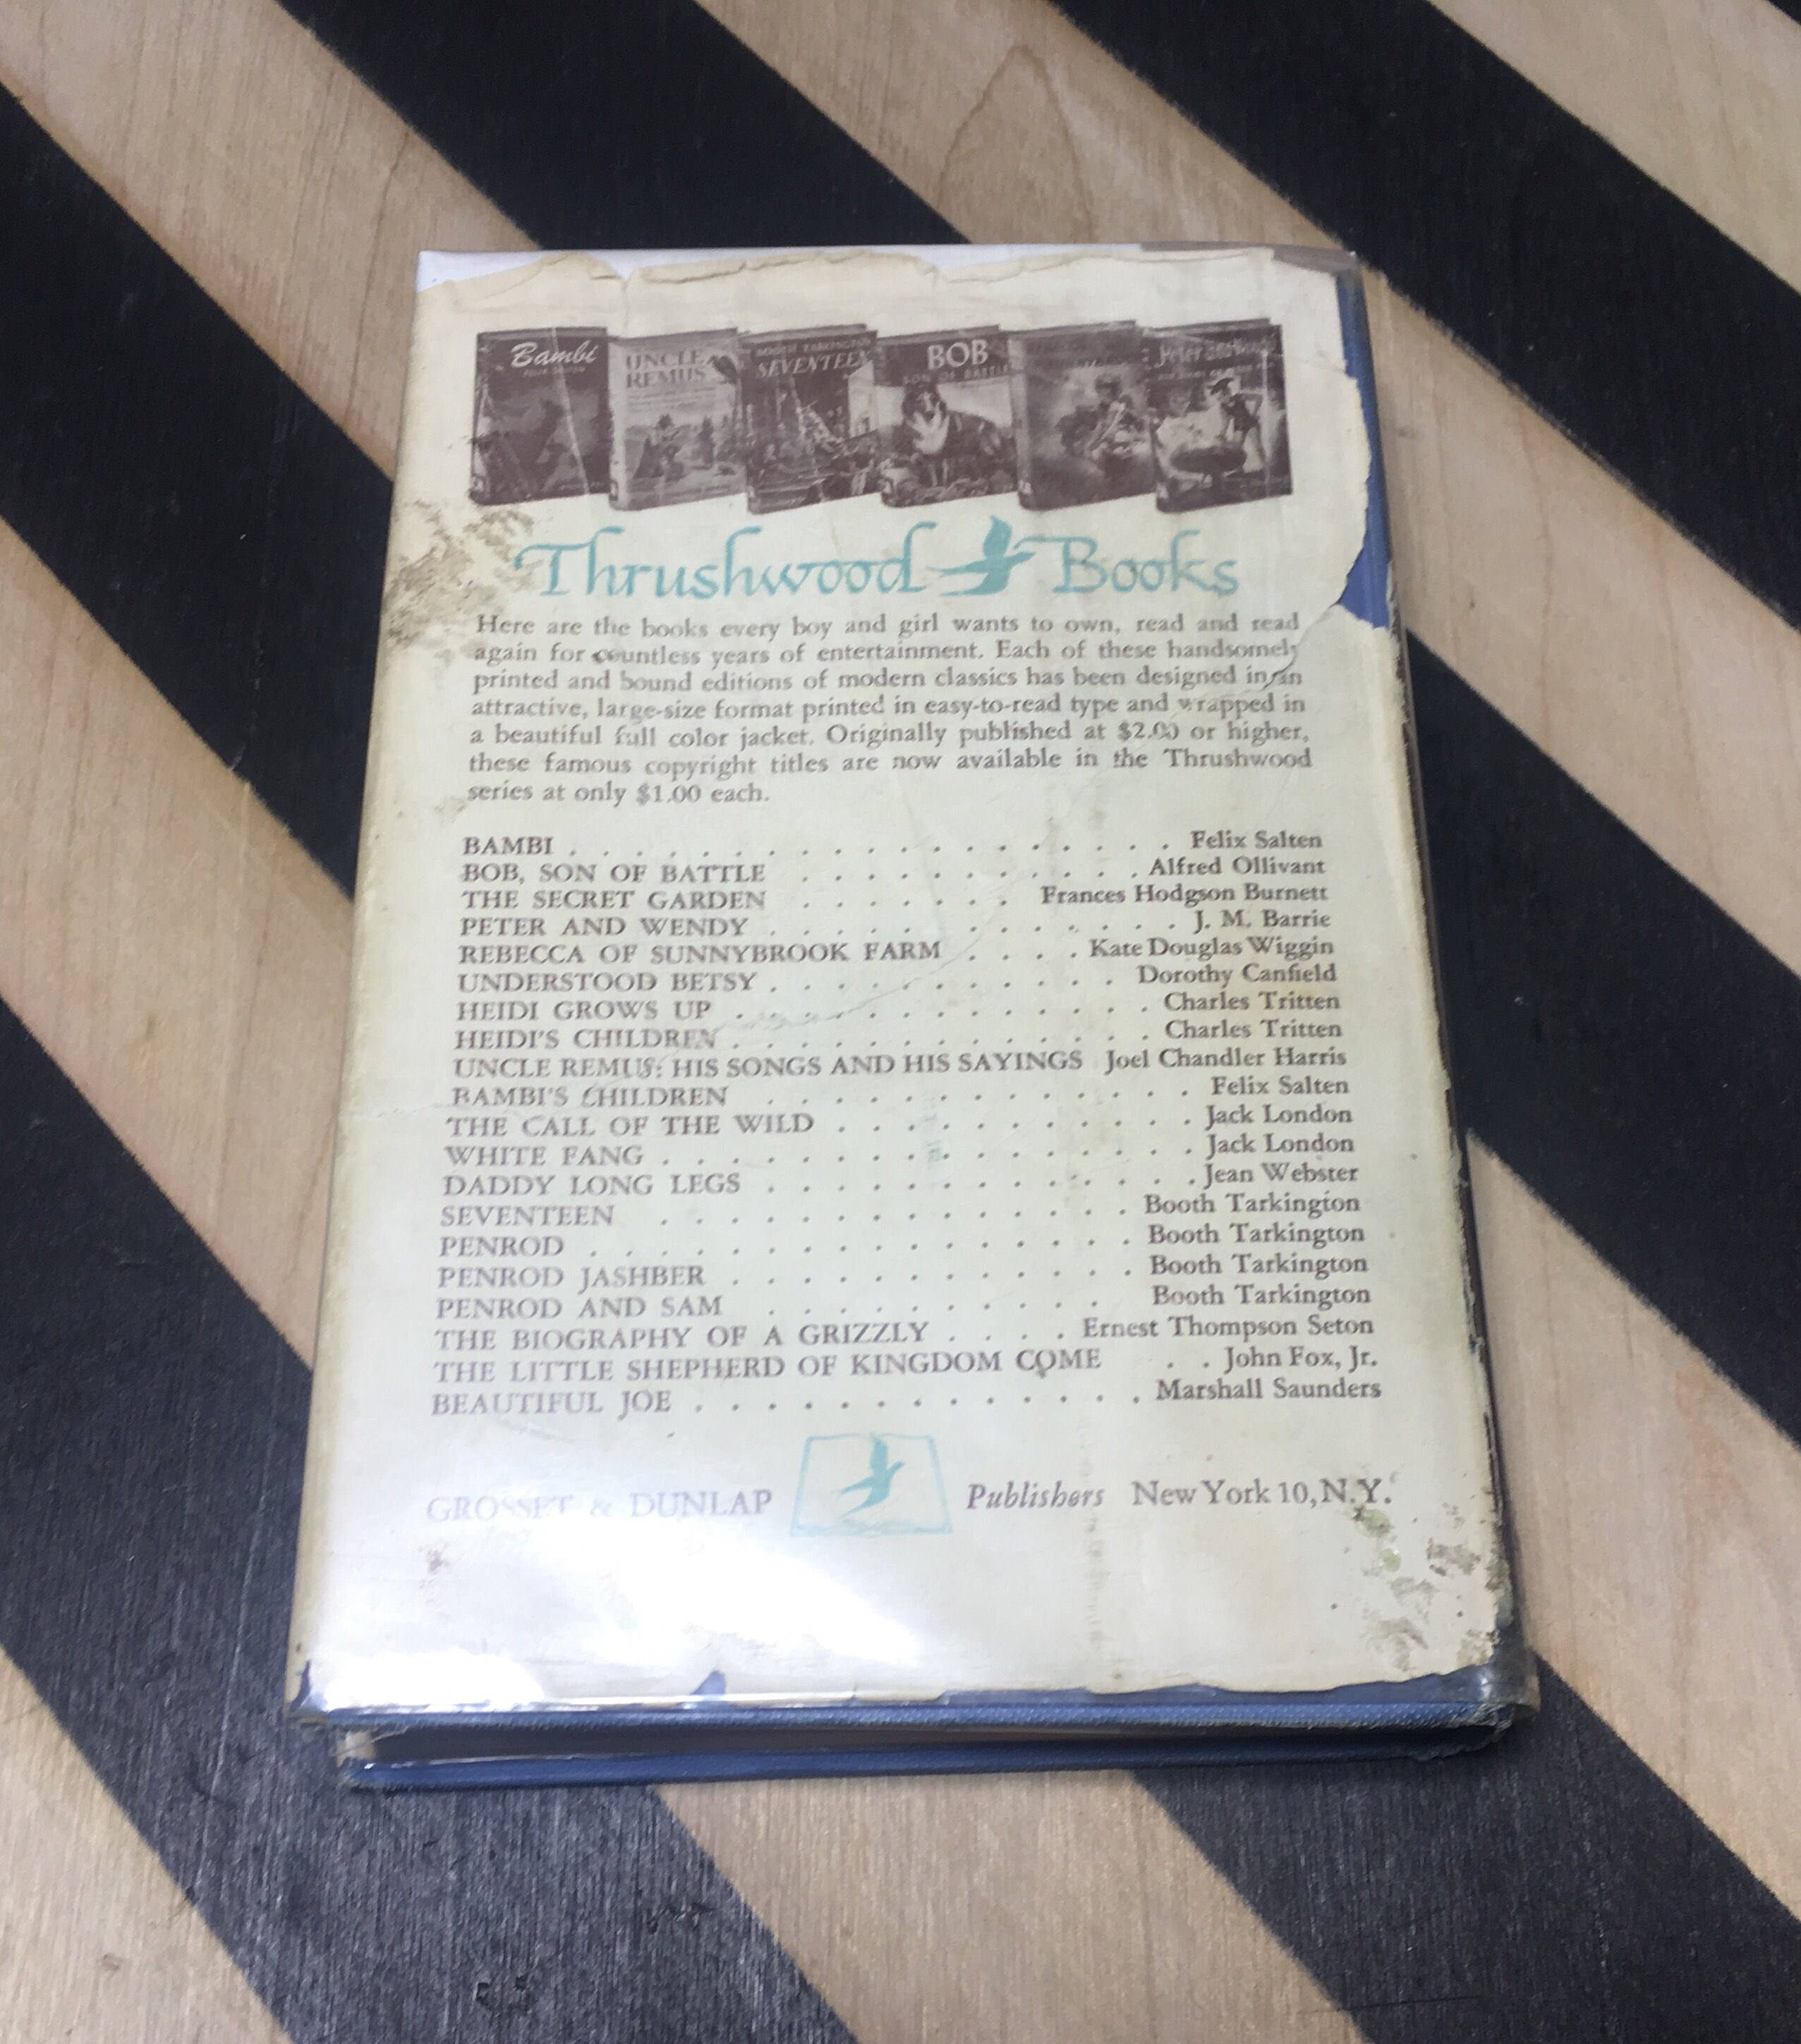 Bambi
FELIX SALTEN
UNCLE
REMUS
BOOTH TARKINGTON
SEVENTEEN
BOB
SON OF BATTLE
Peter and Wendy
Thrushwood Books
Here are the books every boy and girl wants to own, read and read
again for countless years of entertainment. Each of these handsomely
printed and bound editions of modern classics has been designed in an
attractive, large-size format printed in easy-to-read type and wrapped in
a beautiful full color jacket. Originally published at $2.00 or higher,
these famous copyright titles are now available in the Thrushwood
series at only $1.00 each.
BAMBI . . . . . . . . . . . . . . . . . . . Felix Salten
BOB, SON OF BATTLE . . . . . . . . . . . . Alfred Ollivant
THE SECRET GARDEN . . . . . . . Frances Hodgson Burnett
PETER AND WENDY . . . . . . . . . . . . . J. M. Barrie
REBECCA OF SUNNYBROOK FARM . . . . Kate Douglas Wiggin
UNDERSTOOD BETSY . . . . . . . . . . . Dorothy Canfield
HEIDI GROWS UP . . . . . . . . . . . . . Charles Tritten
HEIDI'S CHILDREN . . . . . . . . . . . . . Charles Tritten
UNCLE REMUS: HIS SONGS AND HIS SAYINGS Joel Chandler Harris
BAMBI'S CHILDREN . . . . . . . . . . . . . Felix Salten
THE CALL OF THE WILD . . . . . . . . . . . Jack London
WHITE FANG . . . . . . . . . . . . . . . . Jack London
DADDY LONG LEGS . . . . . . . . . . . . . Jean Webster
SEVENTEEN . . . . . . . . . . . . . . Booth Tarkington
PENROD . . . . . . . . . . . . . . . . Booth Tarkington
PENROD JASHBER . . . . . . . . . . . . Booth Tarkington
PENROD AND SAM . . . . . . . . . . Booth Tarkington
THE BIOGRAPHY OF A GRIZZLY . . . . Ernest Thompson Seton
THE LITTLE SHEPHERD OF KINGDOM COME . . John Fox, Jr.
BEAUTIFUL JOE . . . . . . . . . . . . . Marshall Saunders
GROSSET & DUNLAP Publishers New York 10, N.Y.